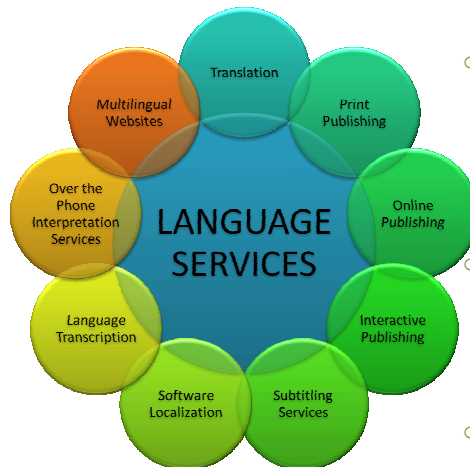 Translation
Print
Publishing
Online
Publishing
Interactive
Publishing
Subtitling
Services
Software
Localization
Language
Transcription
Over the
Phone
Interpretation
Services
Multilingual
Websites
LANGUAGE
SERVICES